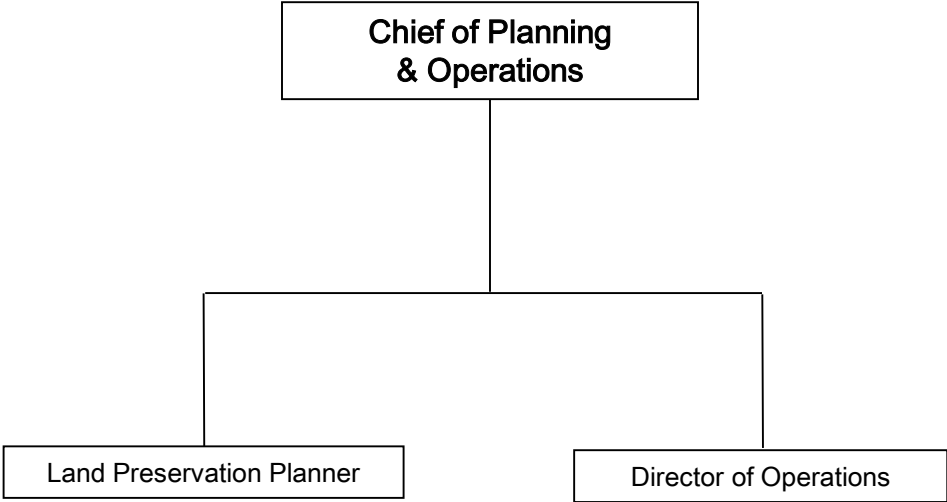 Chief of Planning
& Operations
Land Preservation Planner
Director of Operations